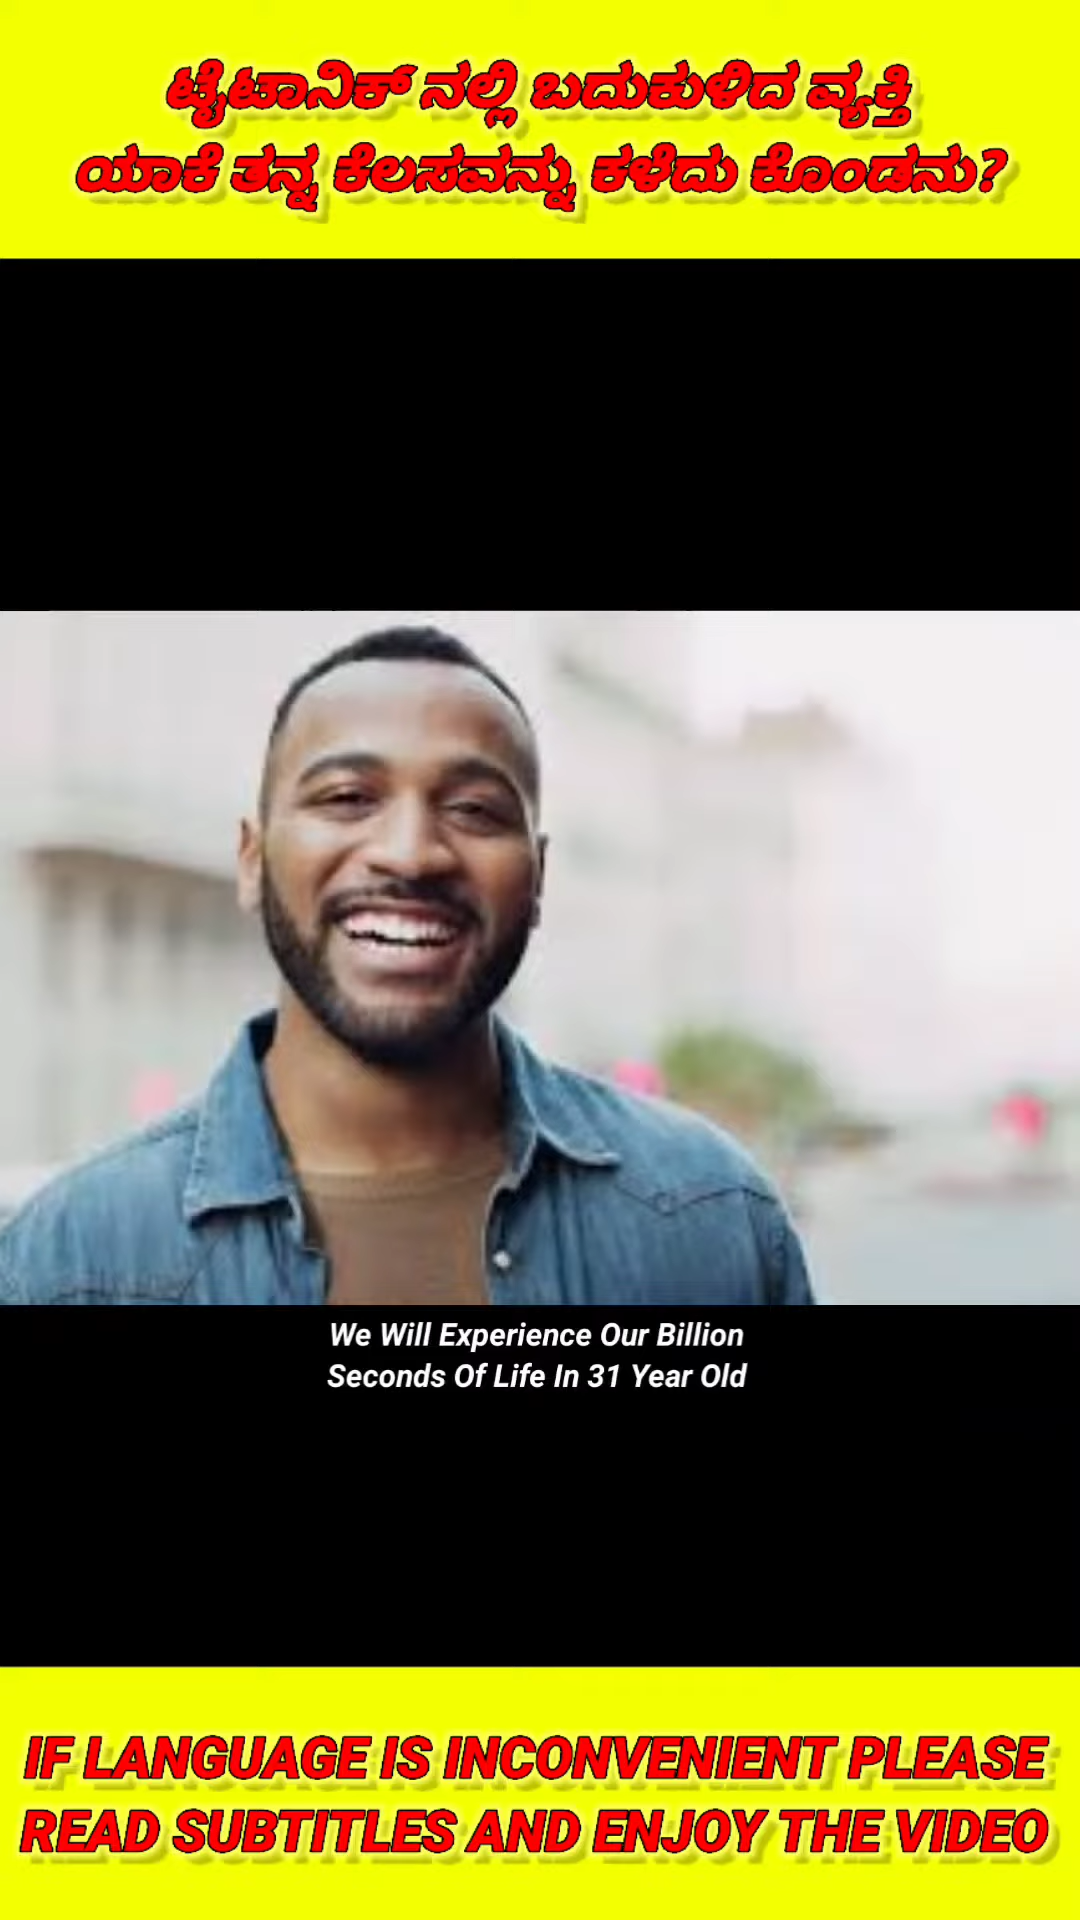 ಟೈಟಾನಿಕ್ ನಲ್ಲಿ ಬದುಕುಳಿದ ವ್ಯಕ್ತಿ
ಯಾಕೆ ತನ್ನ ಕೆಲಸವನ್ನು ಕಳೆದು ಕೊಂಡನು?
We Will Experience Our Billion
Seconds Of Life In 31 Year Old
IF LANGUAGE IS INCONVENIENT PLEASE
READ SUBTITLES AND ENJOY THE VIDEO